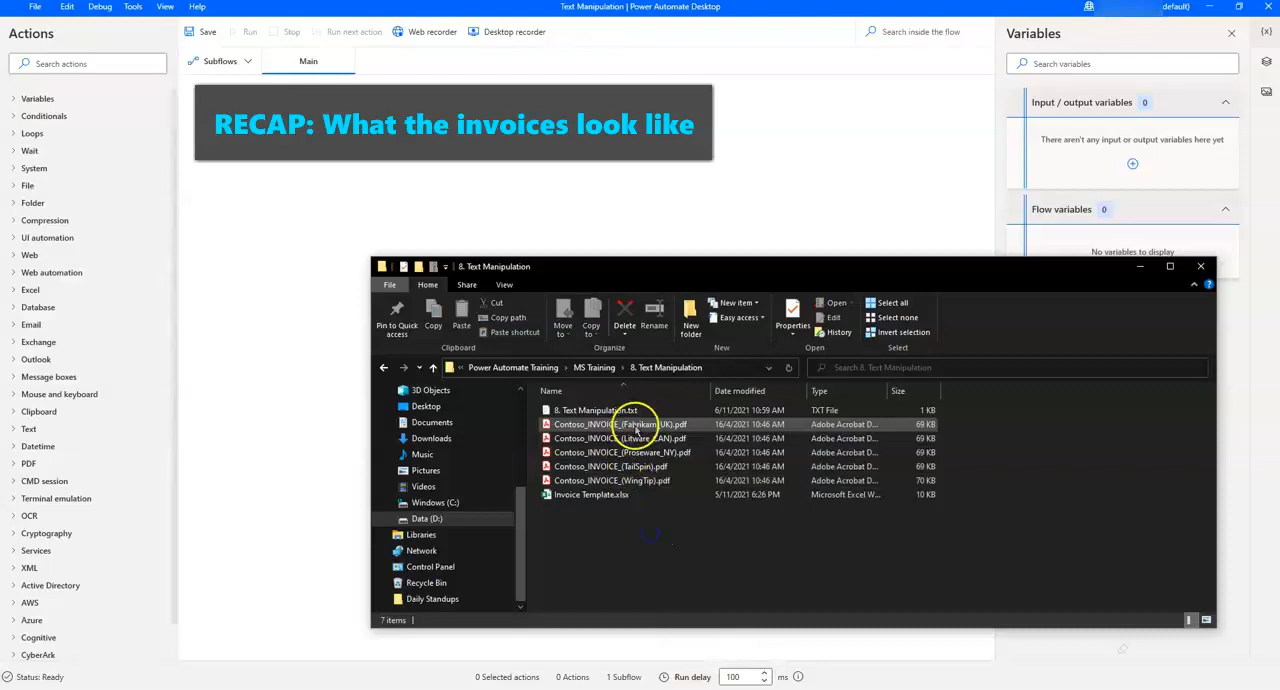 File Edit Debug Tools View Help
Text Manipulation | Power Automate Desktop
default)
Actions
Save Run Stop Run next action Web recorder Desktop recorder
Search inside the flow
Variables
{x}
Search actions
Subflows
Main
Search variables
Variables
Conditionals
Loops
Wait
System
File
Folder
Compression
UI automation
Web
Web automation
Excel
Database
Email
Exchange
Outlook
Message boxes
Mouse and keyboard
Clipboard
Text
Datetime
PDF
CMD session
Terminal emulation
OCR
Cryptography
Services
XML
Active Directory
AWS
Azure
Cognitive
CyberArk
RECAP: What the invoices look like
Input / output variables 0
There aren't any input or output variables here yet
Flow variables 0
No variables to display
8. Text Manipulation
File Home Share View
Pin to Quick access
Copy
Paste
Cut
Copy path
Paste shortcut
Clipboard
Move to
Copy to
Delete
Rename
Organize
New folder
New item
Easy access
New
Properties
Open
Edit
History
Open
Select all
Select none
Invert selection
Select
« Power Automate Training > MS Training > 8. Text Manipulation
Search 8. Text Manipulation
3D Objects
Desktop
Documents
Downloads
Music
Pictures
Videos
Windows (C:)
Data (D:)
Libraries
Network
Control Panel
Recycle Bin
Daily Standups
Name Date modified Type Size
8. Text Manipulation.txt 6/11/2021 10:59 AM TXT File 1 KB
Contoso_INVOICE_(Fabrikam_UK).pdf 16/4/2021 10:46 AM Adobe Acrobat D... 69 KB
Contoso_INVOICE_(Litware_CAN).pdf 16/4/2021 10:46 AM Adobe Acrobat D... 69 KB
Contoso_INVOICE_(Proseware_NY).pdf 16/4/2021 10:46 AM Adobe Acrobat D... 69 KB
Contoso_INVOICE_(TailSpin).pdf 16/4/2021 10:46 AM Adobe Acrobat D... 69 KB
Contoso_INVOICE_(WingTip).pdf 16/4/2021 10:46 AM Adobe Acrobat D... 70 KB
Invoice Template.xlsx 5/11/2021 6:26 PM Microsoft Excel W... 10 KB
7 items
Status: Ready
0 Selected actions 0 Actions 1 Subflow Run delay 100 ms